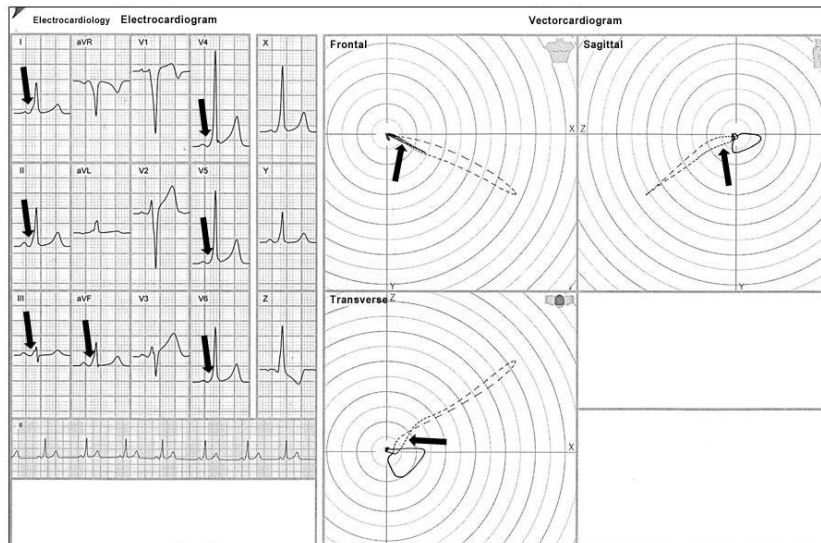 Electrocardiology Electrocardiogram
Vectorcardiogram
I aVR V1 V4 X
II aVL V2 V5 Y
III aVF V3 V6 Z
II
Frontal
X
Y
Sagittal
Z
Y
Transverse
Z
X